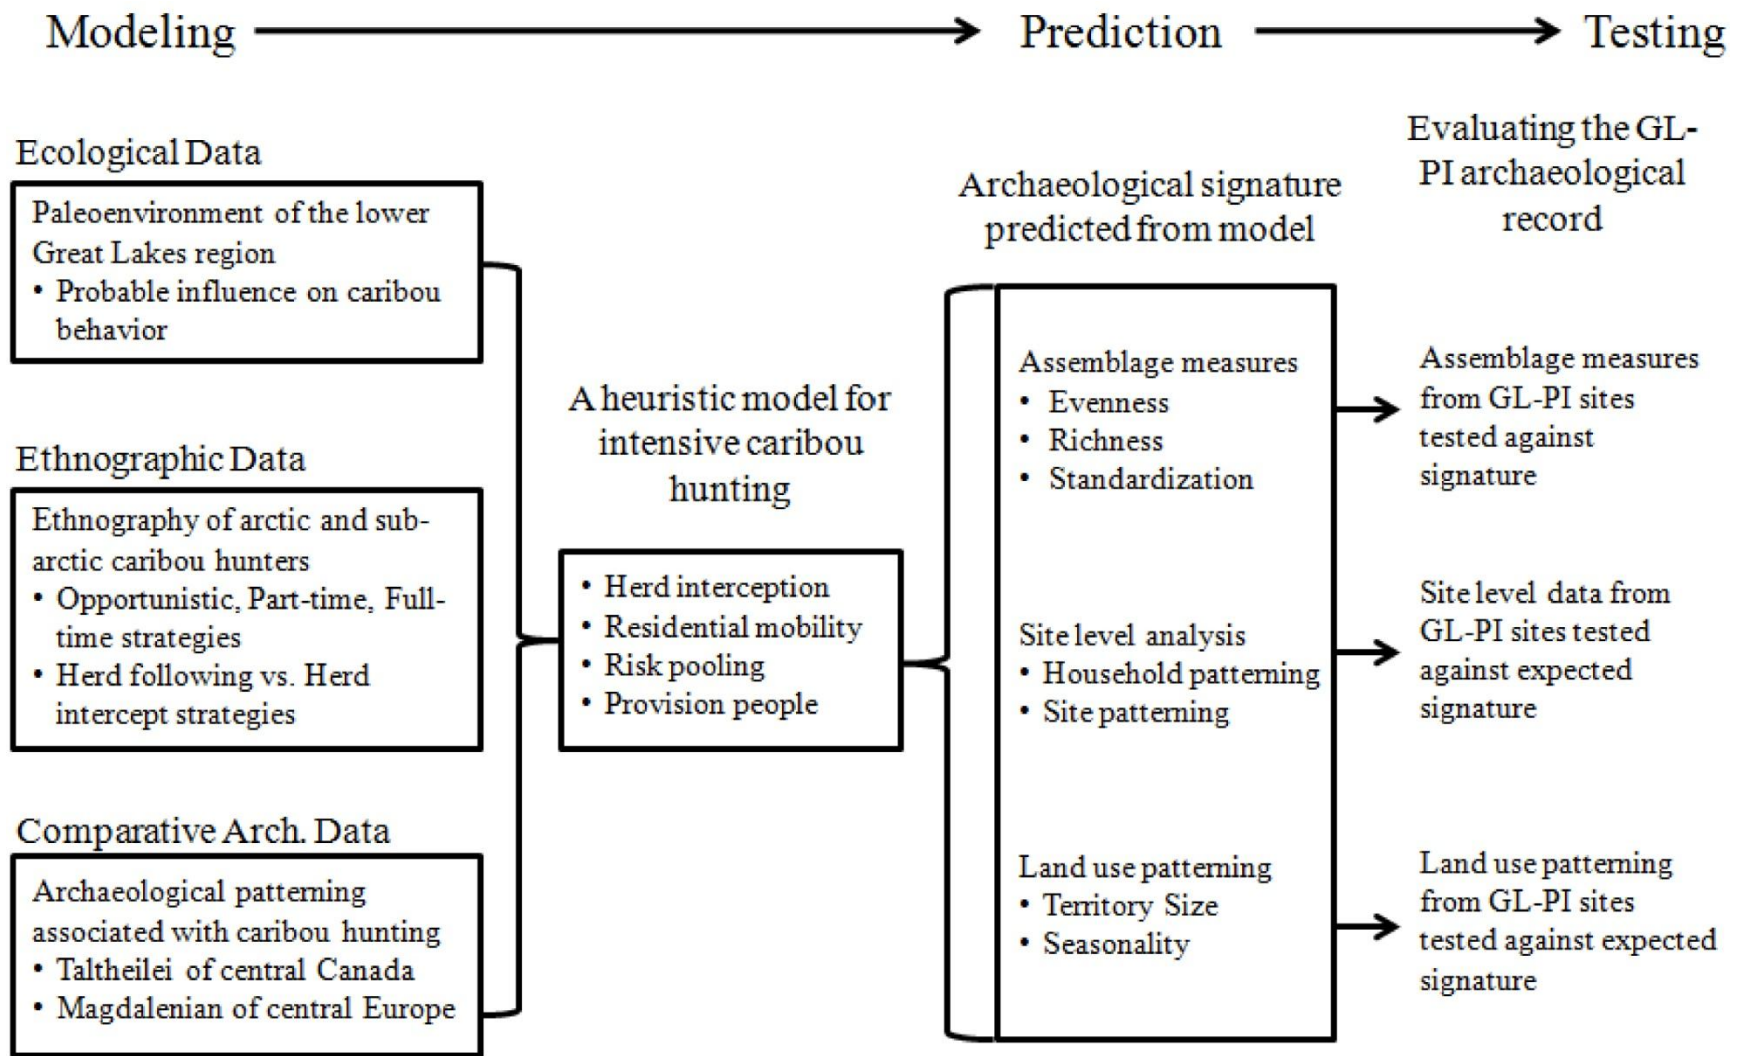 Modeling
Prediction
Testing
Ecological Data
Paleoenvironment of the lower
Great Lakes region
• Probable influence on caribou
behavior
Ethnographic Data
Ethnography of arctic and sub-
arctic caribou hunters
• Opportunistic, Part-time, Full-
time strategies
• Herd following vs. Herd
intercept strategies
Comparative Arch. Data
Archaeological patterning
associated with caribou hunting
• Taltheilei of central Canada
• Magdalenian of central Europe
A heuristic model for
intensive caribou
hunting
• Herd interception
• Residential mobility
• Risk pooling
• Provision people
Archaeological signature
predicted from model
Assemblage measures
• Evenness
• Richness
• Standardization
Site level analysis
• Household patterning
• Site patterning
Land use patterning
• Territory Size
• Seasonality
Evaluating the GL-
PI archaeological
record
Assemblage measures
from GL-PI sites
tested against
signature
Site level data from
GL-PI sites tested
against expected
signature
Land use patterning
from GL-PI sites
tested against expected
signature